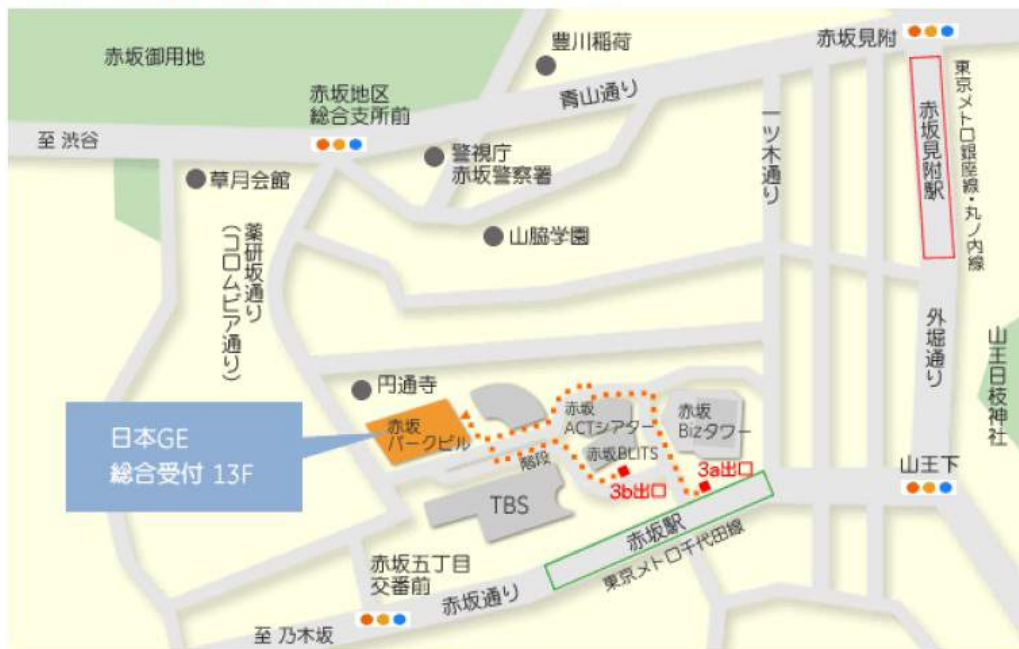 赤坂御用地
豊川稲荷
赤坂見附
赤坂地区
総合支所前
青山通り
至 渋谷
警視庁
赤坂警察署
草月会館
一ツ木通り
赤坂見附駅
東京メトロ銀座線・丸ノ内線
山脇学園
薬研坂通り
(コロムビア通り)
外堀通り
山王日枝神社
円通寺
日本GE
総合受付 13F
赤坂
パークビル
赤坂
ACTシアター
赤坂
Bizタワー
赤坂BLITS
階段
3b出口
3a出口
山王下
TBS
赤坂駅
東京メトロ千代田線
赤坂五丁目
交番前
赤坂通り
至 乃木坂